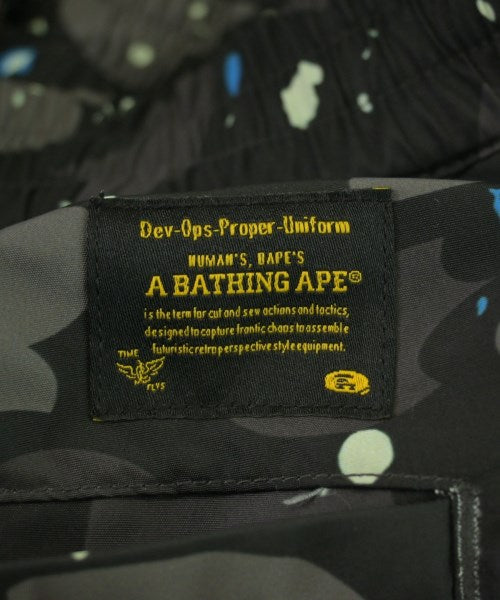 Dev-Ops-Proper-Uniform
HUMAN'S, BAPE'S
A BATHING APE®
is the term for cut and sew actions and tactics,
designed to capture frantic chaos to assemble
futuristic retro perspective style equipment.
TIME
FLYS